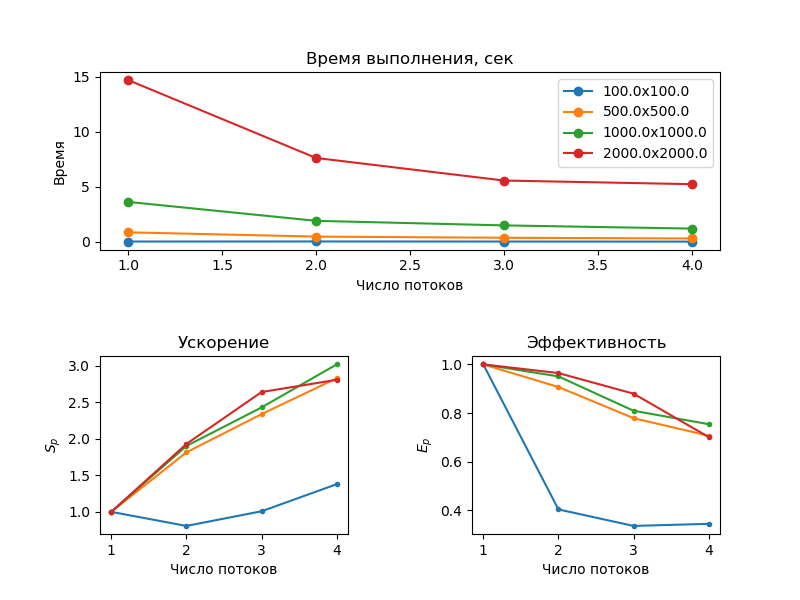 Время выполнения, сек
15
10
5
0
Время
1.0 1.5 2.0 2.5 3.0 3.5 4.0
Число потоков
100.0x100.0
500.0x500.0
1000.0x1000.0
2000.0x2000.0
Ускорение
3.0
2.5
2.0
1.5
1.0
Sp
1 2 3 4
Число потоков
Эффективность
1.0
0.8
0.6
0.4
Ep
1 2 3 4
Число потоков